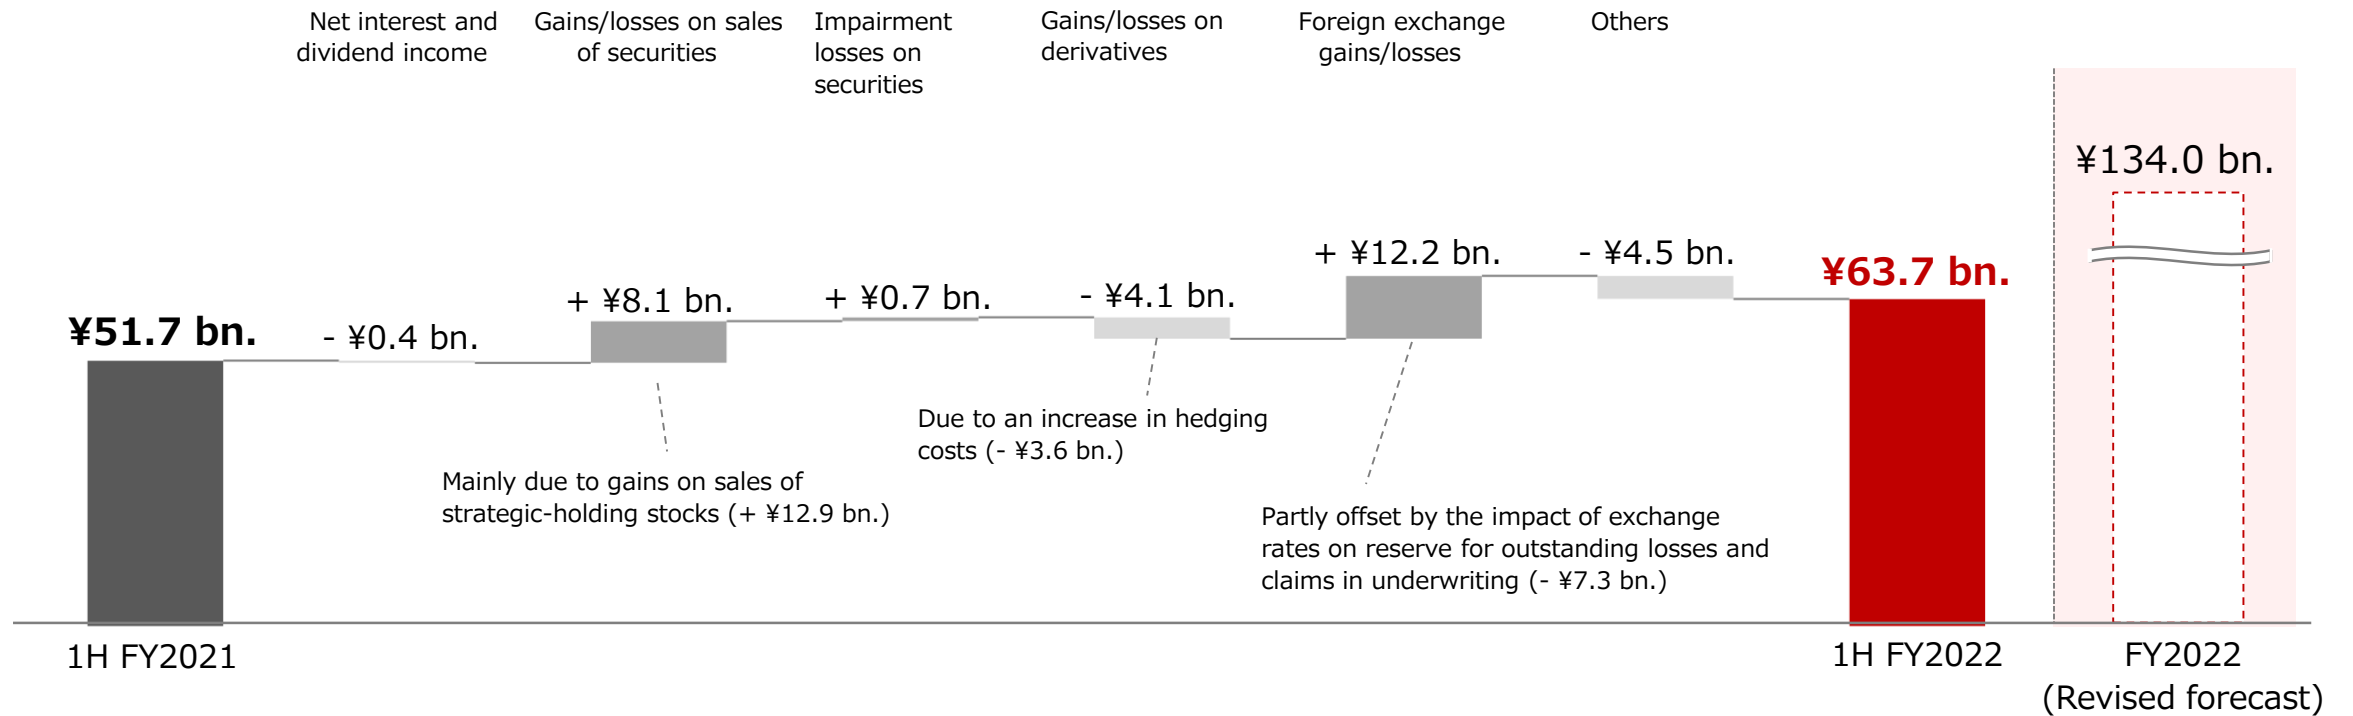 Net interest and
dividend income
Gains/losses on sales
of securities
Impairment
losses on
securities
Gains/losses on
derivatives
Foreign exchange
gains/losses
Others
¥51.7 bn.
- ¥0.4 bn.
+ ¥8.1 bn.
+ ¥0.7 bn.
- ¥4.1 bn.
+ ¥12.2 bn.
- ¥4.5 bn.
¥63.7 bn.
¥134.0 bn.
Mainly due to gains on sales of
strategic-holding stocks (+ ¥12.9 bn.)
Due to an increase in hedging
costs (- ¥3.6 bn.)
Partly offset by the impact of exchange
rates on reserve for outstanding losses and
claims in underwriting (- ¥7.3 bn.)
1H FY2021
1H FY2022
FY2022
(Revised forecast)